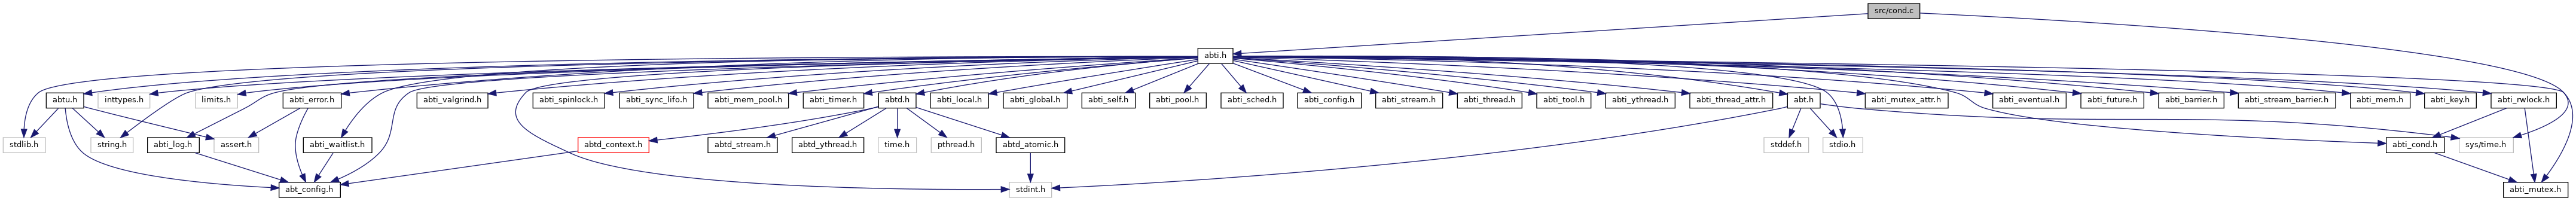 src/cond.c
abti.h
abtu.h
inttypes.h
limits.h
abti_error.h
abti_valgrind.h
abti_spinlock.h
abti_sync_lifo.h
abti_mem_pool.h
abti_timer.h
abtd.h
abti_local.h
abti_global.h
abti_self.h
abti_pool.h
abti_sched.h
abti_config.h
abti_stream.h
abti_thread.h
abti_tool.h
abti_ythread.h
abti_thread_attr.h
abt.h
abti_mutex_attr.h
abti_eventual.h
abti_future.h
abti_barrier.h
abti_stream_barrier.h
abti_mem.h
abti_key.h
abti_rwlock.h
stdlib.h
string.h
abti_log.h
assert.h
abti_waitlist.h
abtd_context.h
abtd_stream.h
abtd_ythread.h
time.h
pthread.h
abtd_atomic.h
stddef.h
stdio.h
abti_cond.h
sys/time.h
abt_config.h
stdint.h
abti_mutex.h